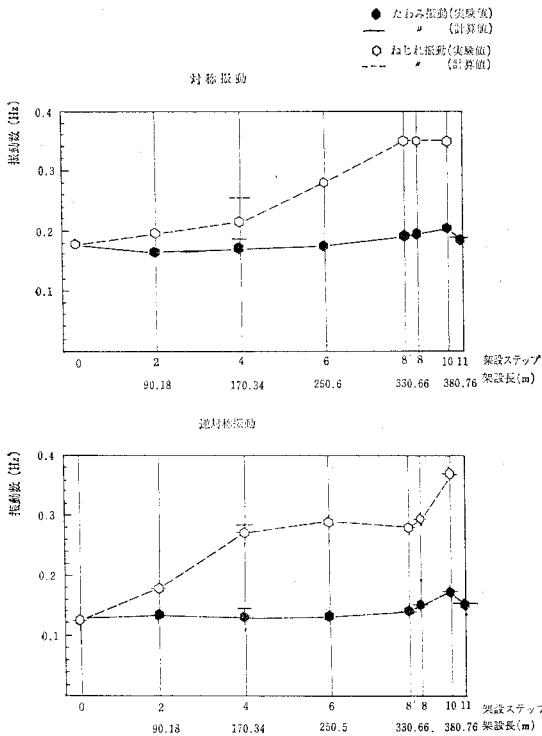 たわみ振動(実験値)
〃 (計算値)
ねじれ振動(実験値)
〃 (計算値)
対称振動
振動数(Hz)
0.4
0.3
0.2
0.1
0 2 4 6 8' 8 10 11 架設ステップ
90.18 170.34 250.6 330.66 380.76 架設長(m)
逆対称振動
振動数(Hz)
0.4
0.3
0.2
0.1
0 2 4 6 8' 8 10 11 架設ステップ
90.18 170.34 250.5 330.66. 380.76 架設長(m)